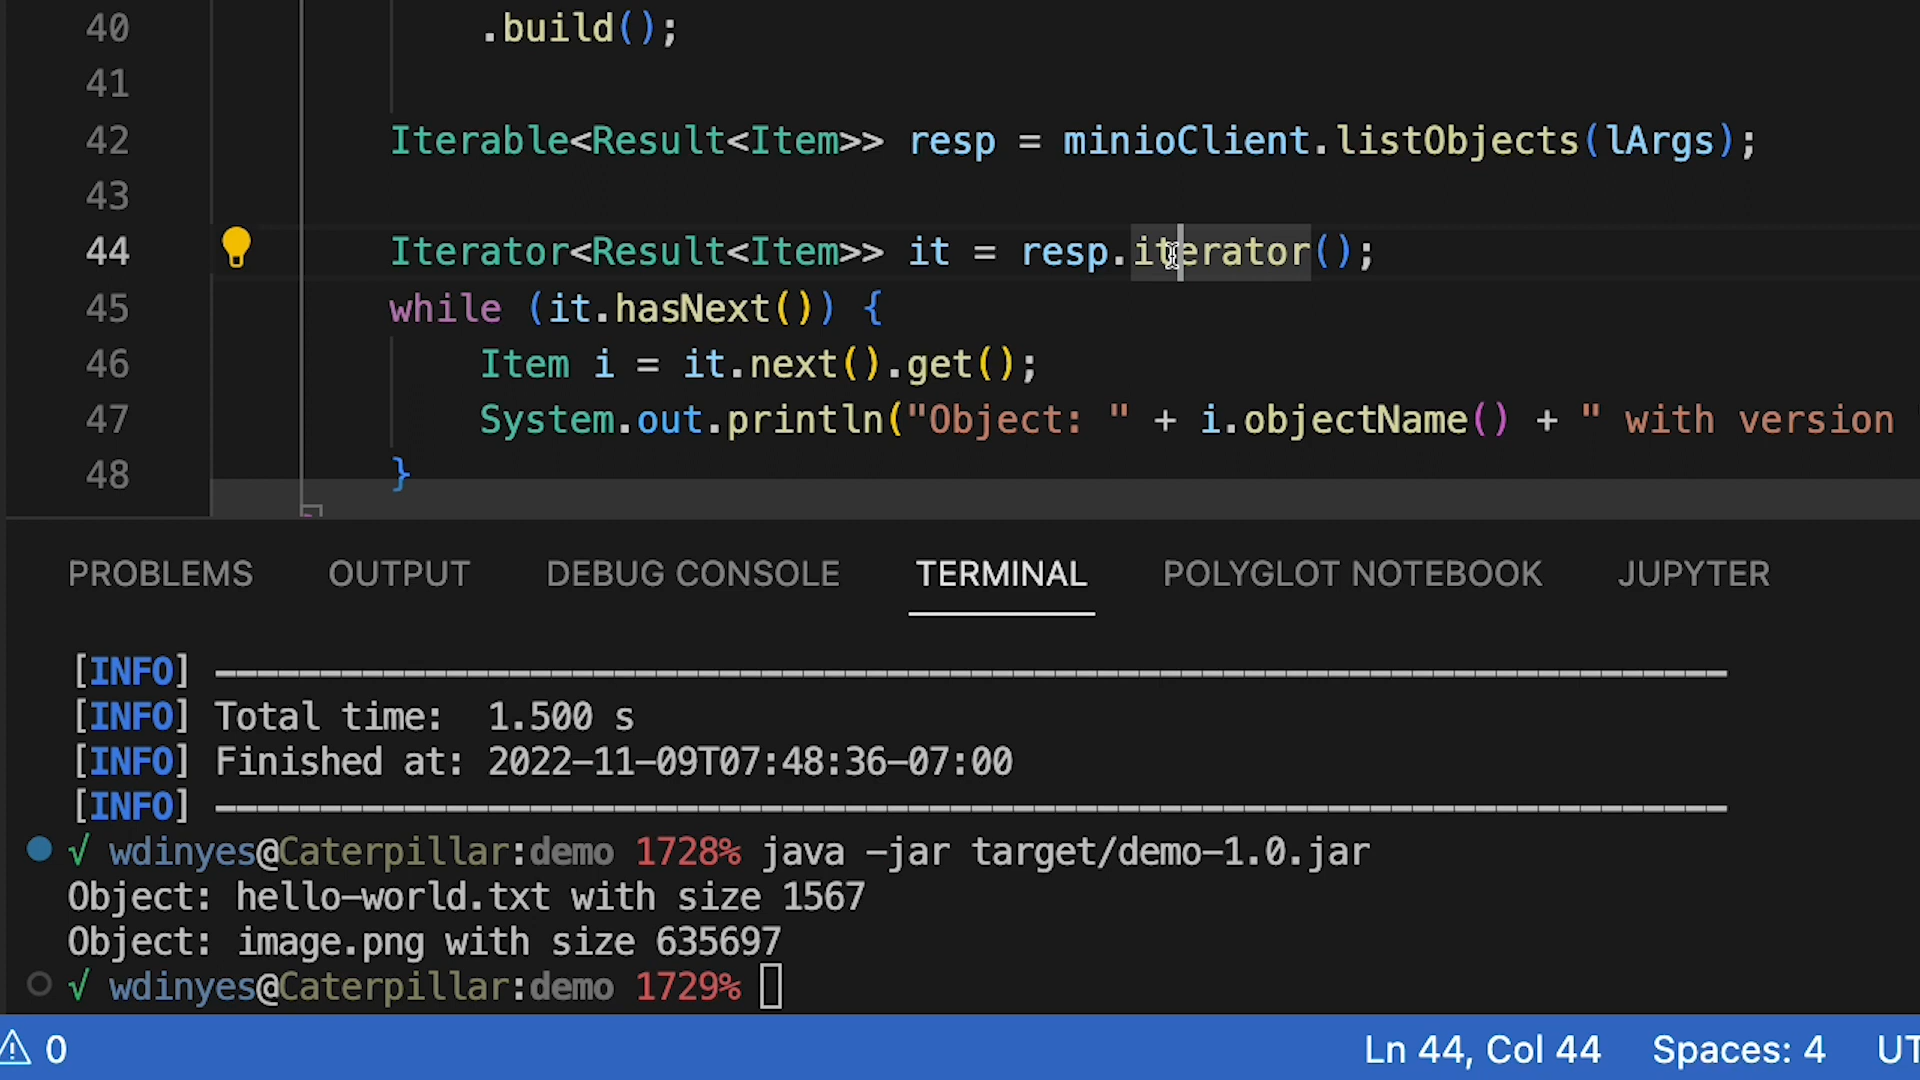 40 .build();
41
42 Iterable<Result<Item>> resp = minioClient.listObjects(lArgs);
43
44 Iterator<Result<Item>> it = resp.iterator();
45 while (it.hasNext()) {
46 Item i = it.next().get();
47 System.out.println("Object: " + i.objectName() + " with version
48 }
PROBLEMS OUTPUT DEBUG CONSOLE TERMINAL POLYGLOT NOTEBOOK JUPYTER
[INFO] ------------------------------------------------------------------------
[INFO] Total time:  1.500 s
[INFO] Finished at: 2022-11-09T07:48:36-07:00
[INFO] ------------------------------------------------------------------------
√ wdinyes@Caterpillar:demo 1728% java -jar target/demo-1.0.jar
Object: hello-world.txt with size 1567
Object: image.png with size 635697
√ wdinyes@Caterpillar:demo 1729%
0 Ln 44, Col 44 Spaces: 4 UT